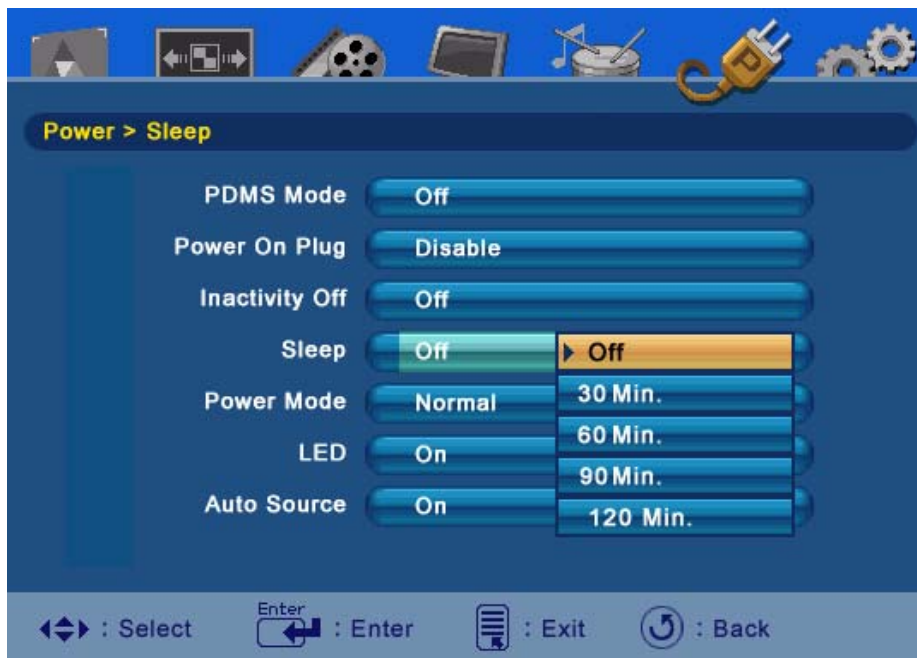 P
Power > Sleep
PDMS Mode Off
Power On Plug Disable
Inactivity Off Off
Sleep Off Off
30 Min.
Power Mode Normal
60 Min.
LED On
90 Min.
Auto Source On
120 Min.
: Select Enter : Enter : Exit : Back